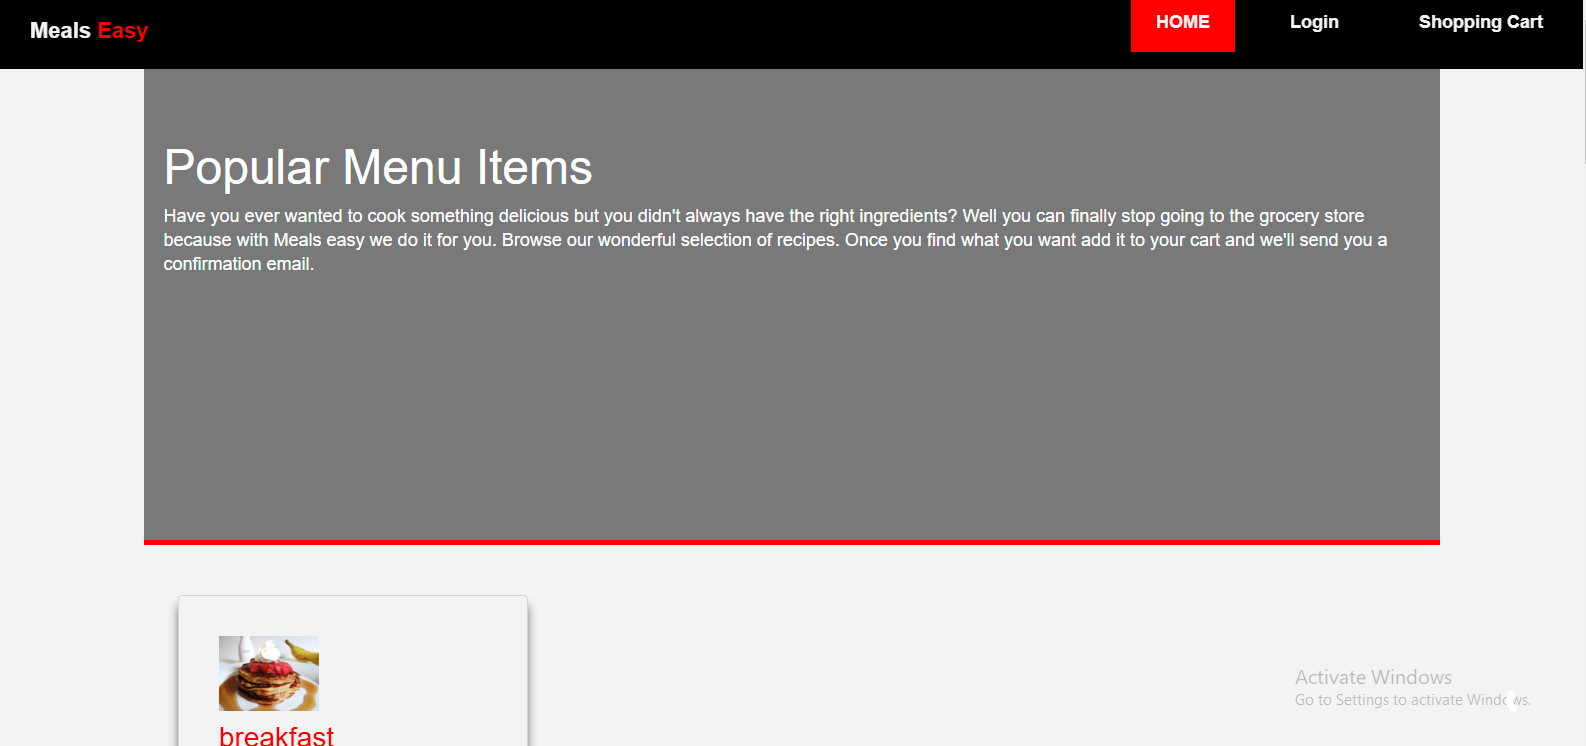 Meals Easy
HOME
Login
Shopping Cart
Popular Menu Items
Have you ever wanted to cook something delicious but you didn't always have the right ingredients? Well you can finally stop going to the grocery store
because with Meals easy we do it for you. Browse our wonderful selection of recipes. Once you find what you want add it to your cart and we'll send you a
confirmation email.
breakfast
Activate Windows
Go to Settings to activate Windows.